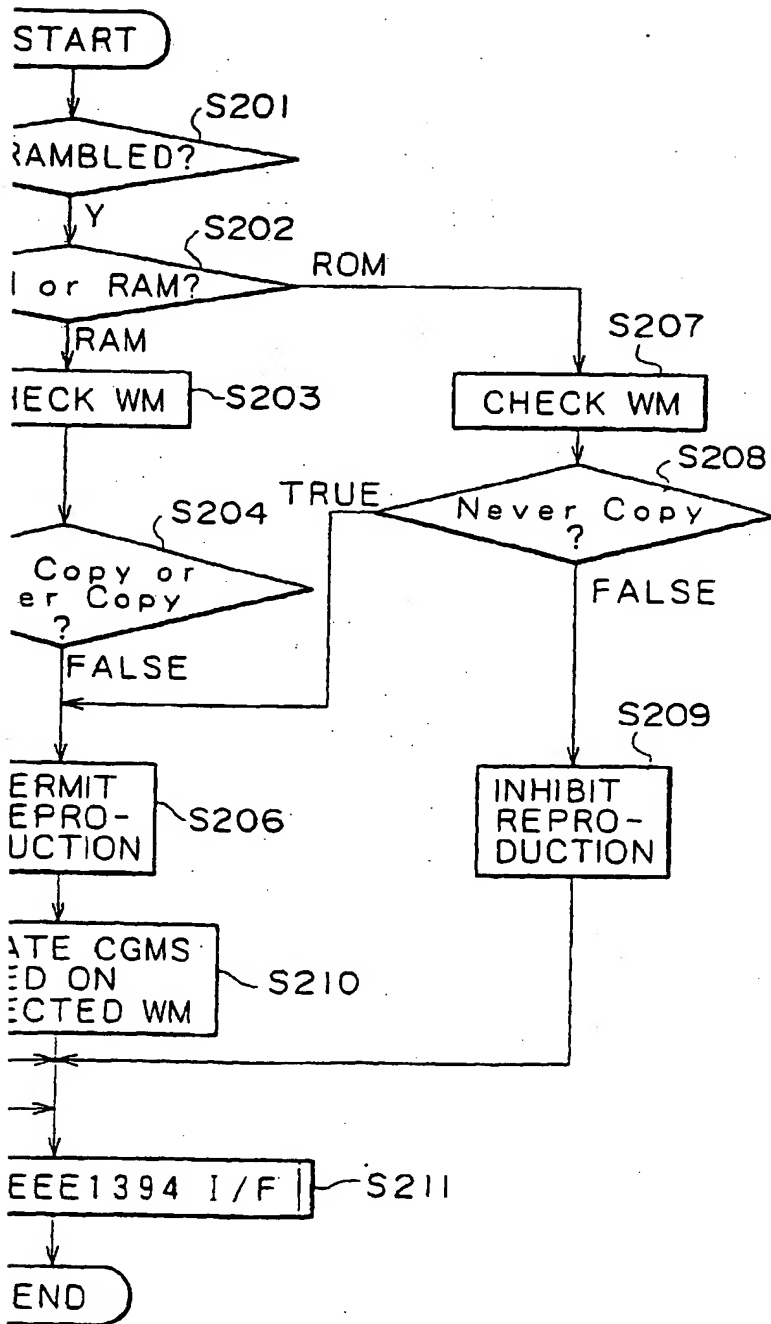 START
S201
RAMBLED?
Y
S202
ROM
or RAM?
RAM
S207
HECK WM
S203
CHECK WM
S208
TRUE
Never Copy
?
S204
Copy or
er Copy
?
FALSE
FALSE
S209
ERMIT
EPRO-
UCTION
S206
INHIBIT
REPRO-
DUCTION
ATE CGMS
ED ON
ECTED WM
S210
EEE1394 I/F
S211
END